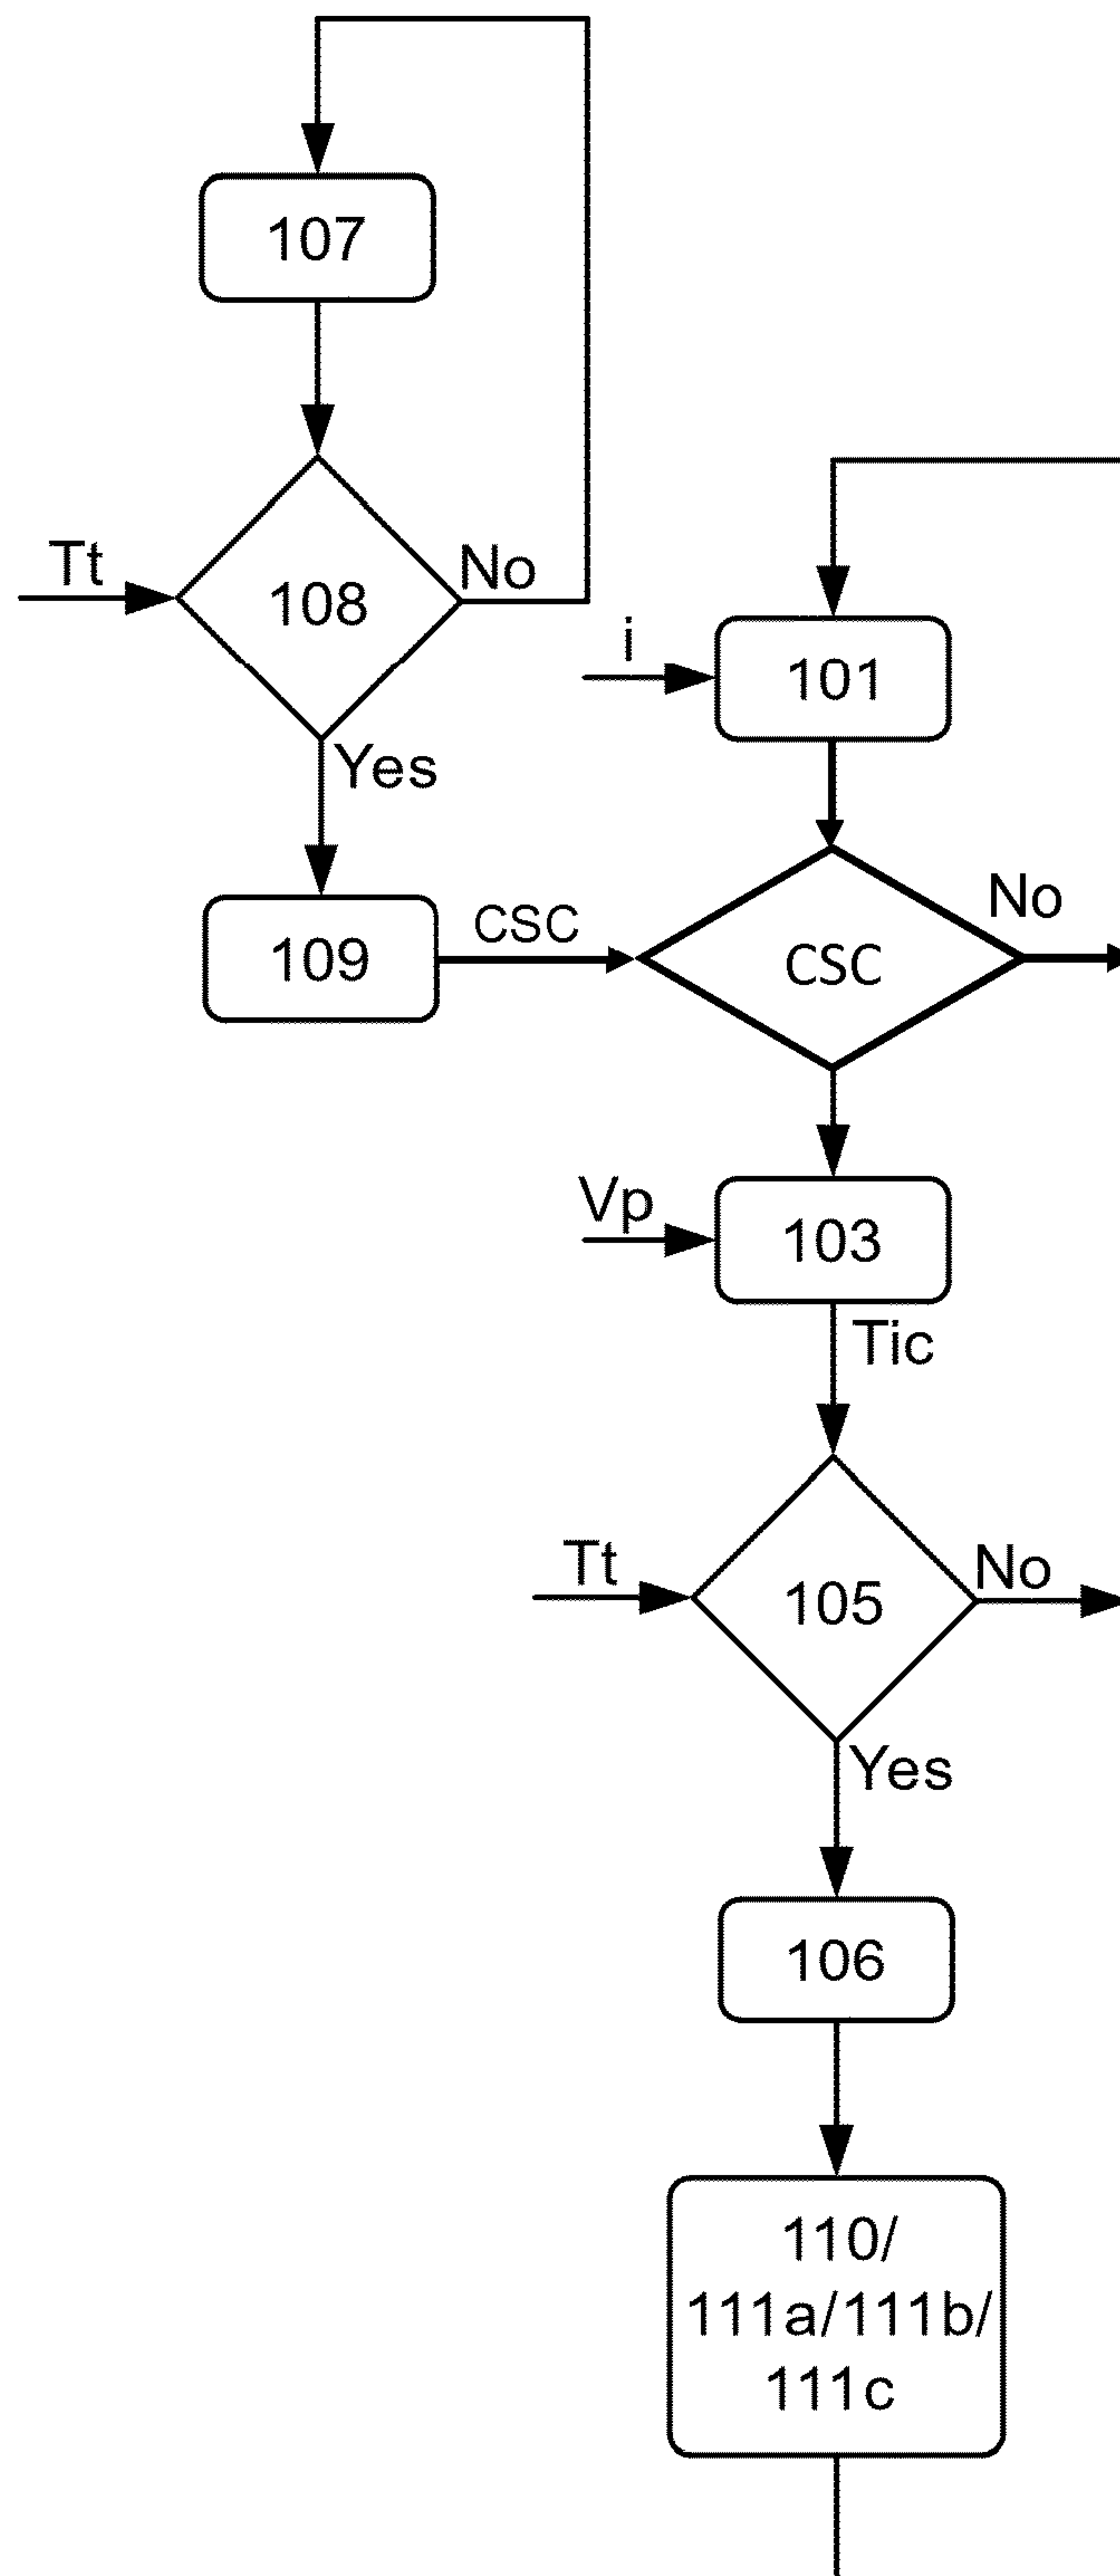 107
Tt
108
No
Yes
i
101
109
CSC
CSC
No
Vp
103
Tic
Tt
105
No
Yes
106
110/
111a/111b/
111c